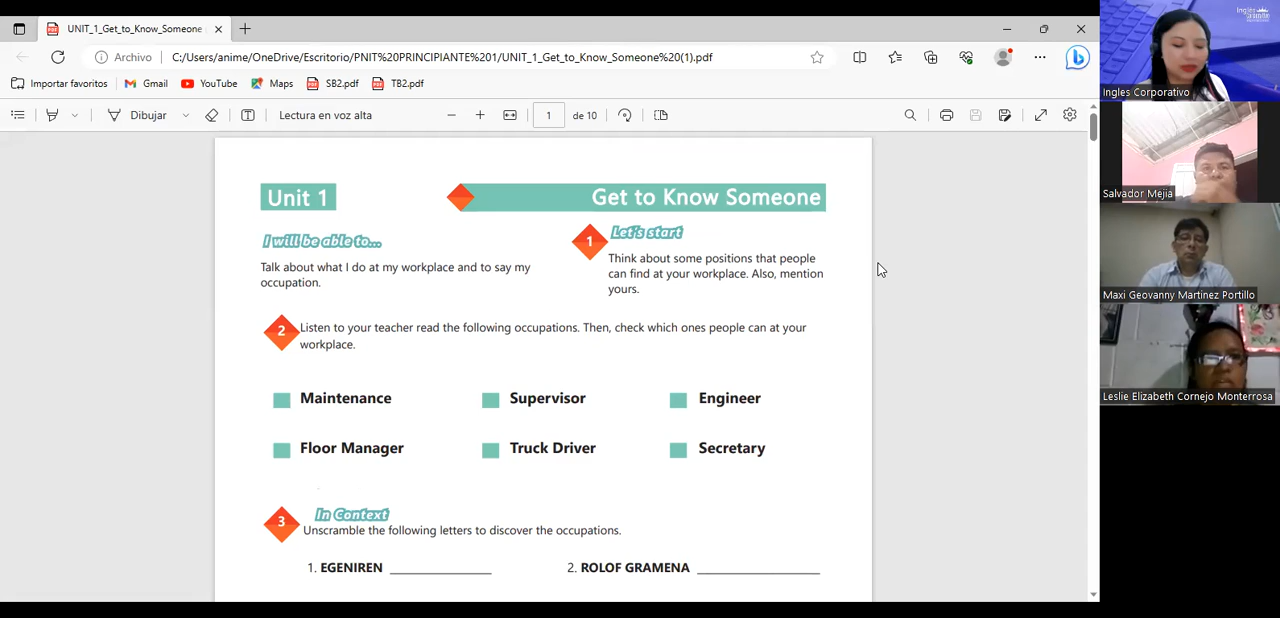 UNIT_1_Get_to_Know_Someone
Archivo
C:/Users/anime/OneDrive/Escritorio/PNIT%20PRINCIPIANTE%201/UNIT_1_Get_to_Know_Someone%20(1).pdf
Importar favoritos
Gmail
YouTube
Maps
SB2.pdf
TB2.pdf
Dibujar
Lectura en voz alta
1
de 10
Unit 1
Get to Know Someone
I will be able to...
Talk about what I do at my workplace and to say my
occupation.
1
Let's start
Think about some positions that people
can find at your workplace. Also, mention
yours.
2
Listen to your teacher read the following occupations. Then, check which ones people can at your
workplace.
Maintenance
Supervisor
Engineer
Floor Manager
Truck Driver
Secretary
3
In Context
Unscramble the following letters to discover the occupations.
1. EGENIREN _______________
2. ROLOF GRAMENA _______________
Ingles Corporativo
Salvador Mejía
Maxi Geovanny Martinez Portillo
Leslie Elizabeth Cornejo Monterrosa